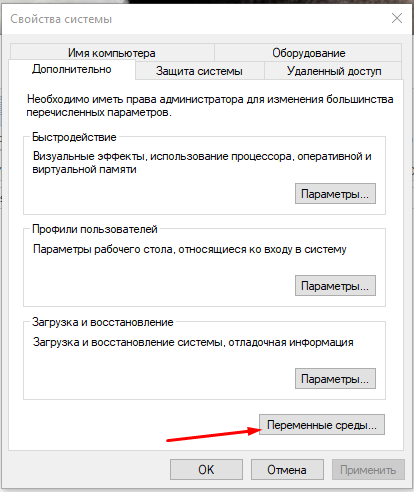 Свойства системы
Имя компьютера
Оборудование
Дополнительно
Защита системы
Удаленный доступ
Необходимо иметь права администратора для изменения большинства
перечисленных параметров.
Быстродействие
Визуальные эффекты, использование процессора, оперативной и
виртуальной памяти
Параметры...
Профили пользователей
Параметры рабочего стола, относящиеся ко входу в систему
Параметры...
Загрузка и восстановление
Загрузка и восстановление системы, отладочная информация
Параметры...
Переменные среды...
OK
Отмена
Применить